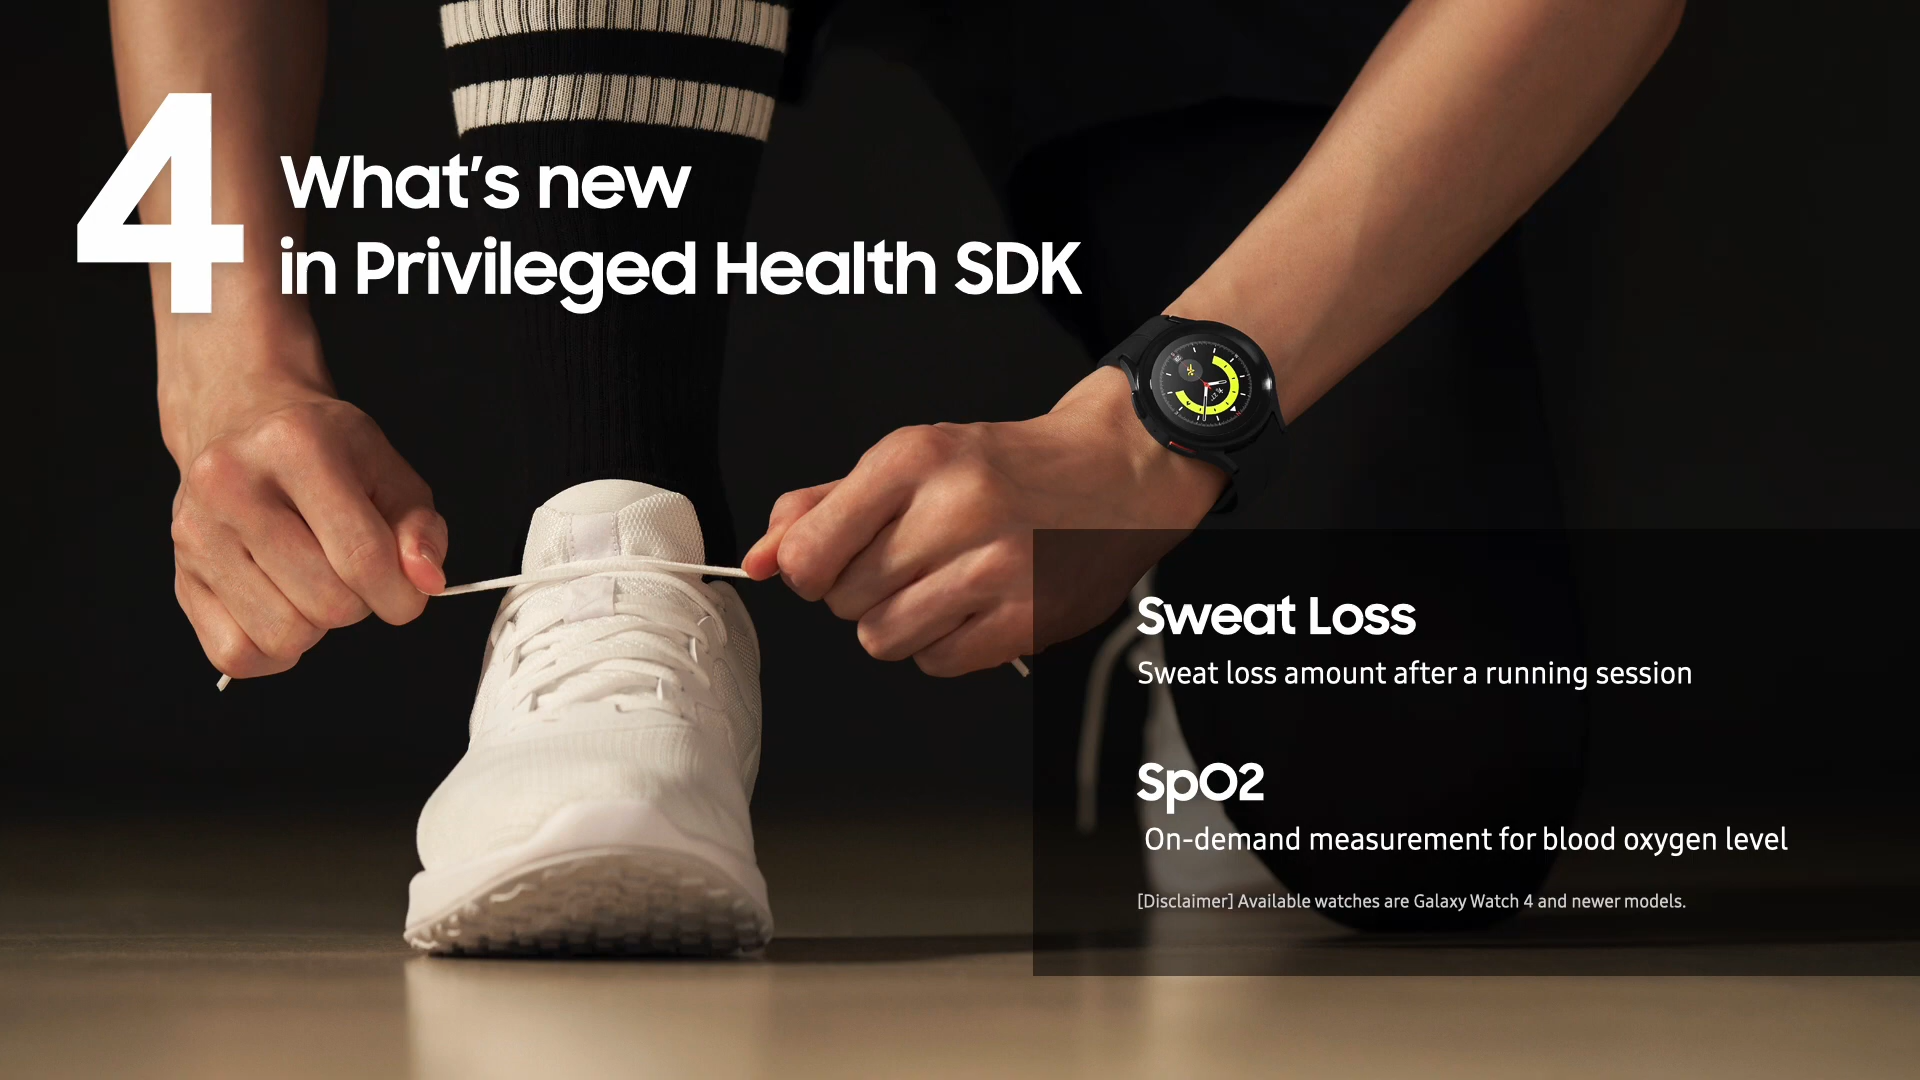 4
What's new
in Privileged Health SDK
Sweat Loss
Sweat loss amount after a running session
SpO2
On-demand measurement for blood oxygen level
[Disclaimer] Available watches are Galaxy Watch 4 and newer models.